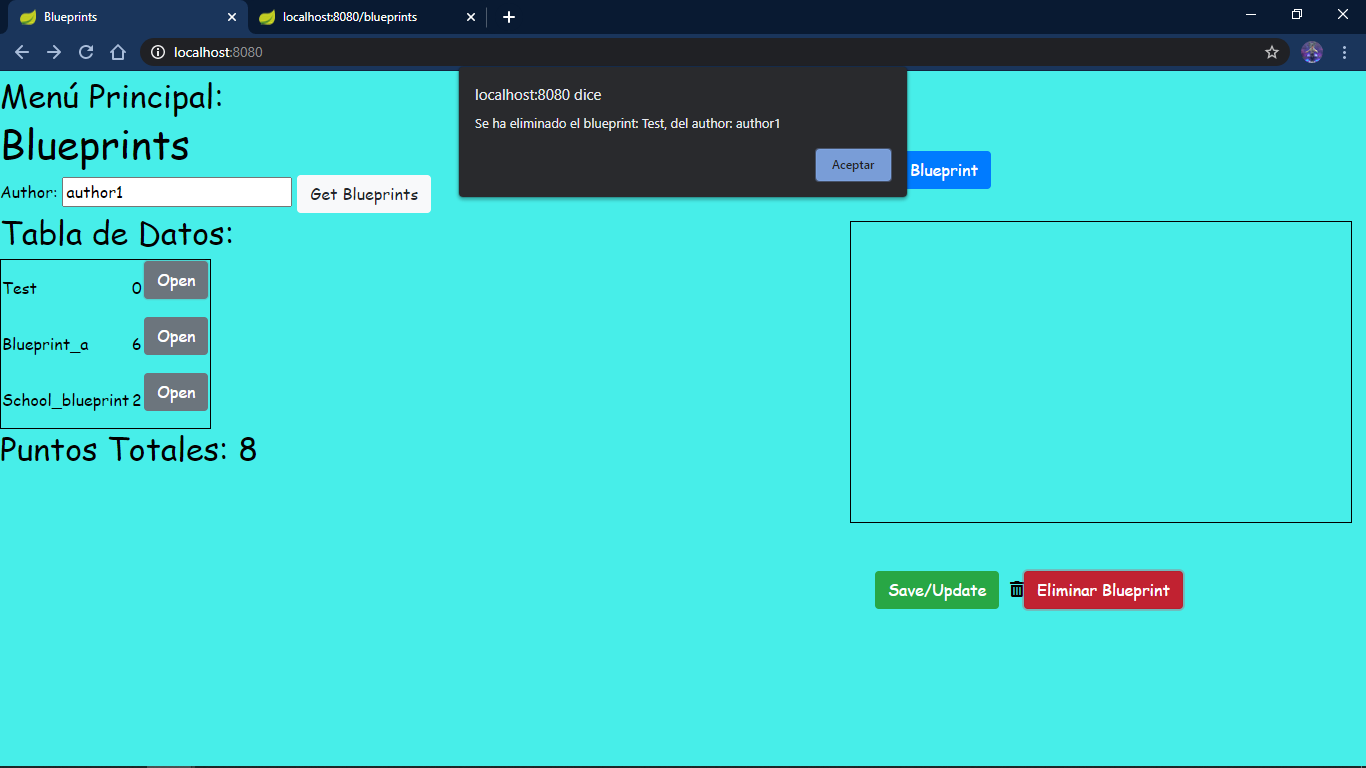 Blueprints
localhost:8080/blueprints
localhost:8080
localhost:8080 dice
Se ha eliminado el blueprint: Test, del author: author1
Aceptar
Menú Principal:
Blueprints
Blueprint
Author: author1 Get Blueprints
Tabla de Datos:
Test 0 Open
Blueprint_a 6 Open
School_blueprint 2 Open
Puntos Totales: 8
Save/Update Eliminar Blueprint